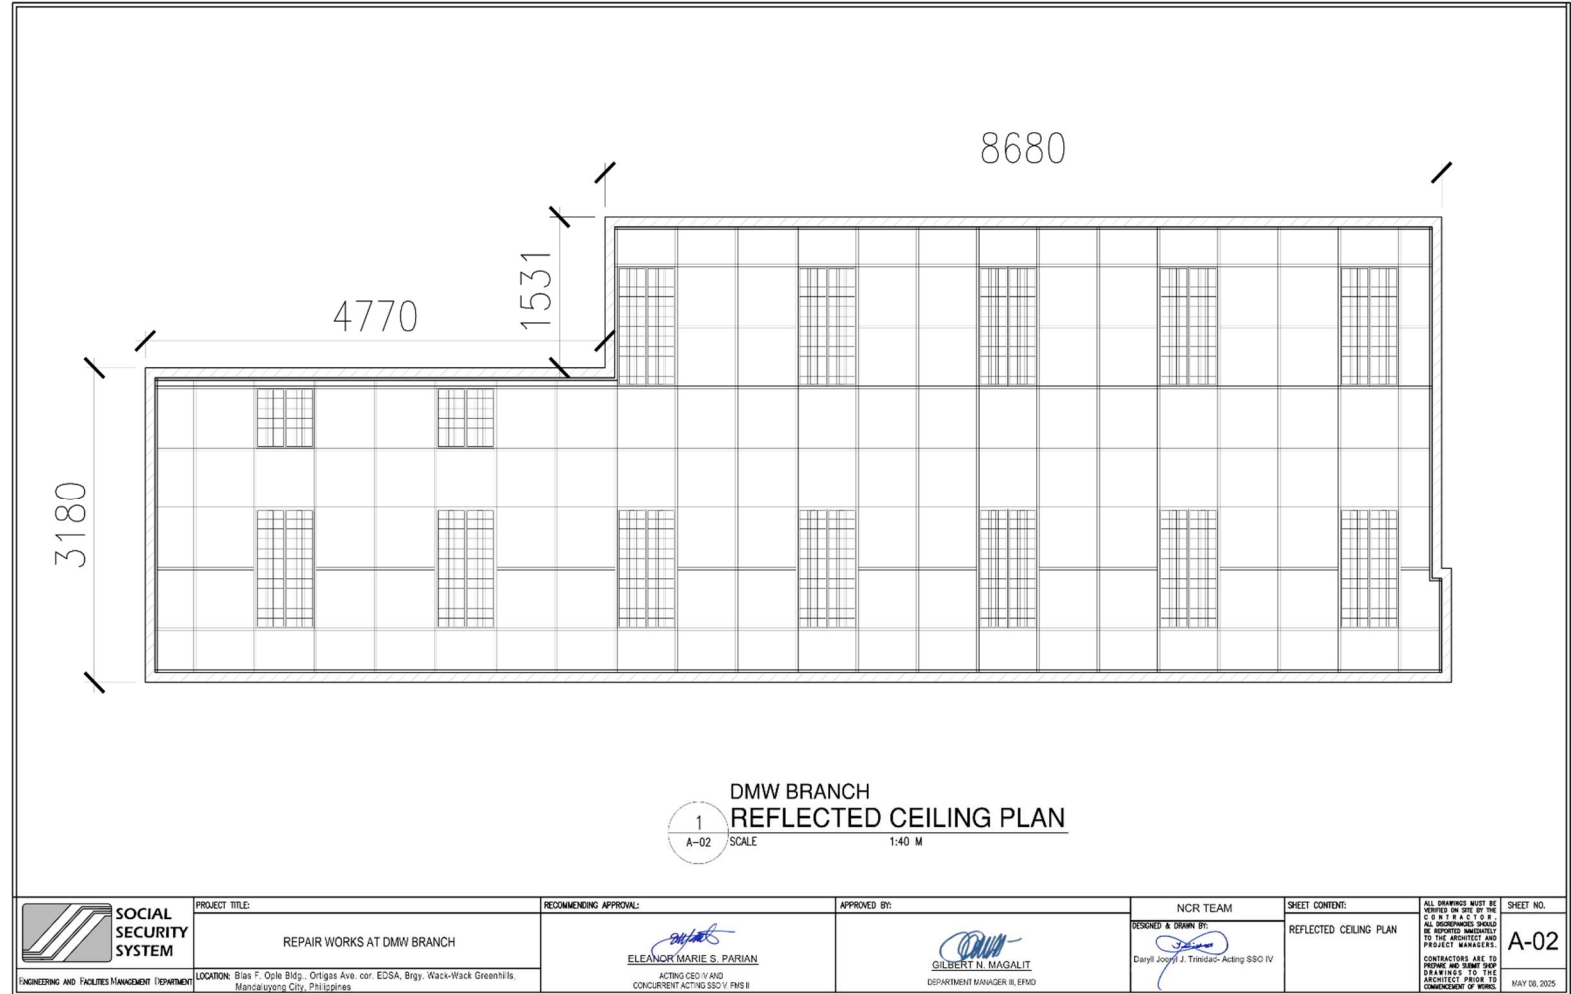 8680
1531
4770
3180
DMW BRANCH
1
REFLECTED CEILING PLAN
A-02
SCALE
1:40 M
SOCIAL
SECURITY
SYSTEM
ENGINEERING AND FACILITIES MANAGEMENT DEPARTMENT
PROJECT TITLE:
REPAIR WORKS AT DMW BRANCH
LOCATION: Blas F. Ople Bldg., Ortigas Ave. cor. EDSA, Brgy. Wack-Wack Greenhills,
Mandaluyong City, Philippines
RECOMMENDING APPROVAL:
ELEANOR MARIE S. PARIAN
ACTING CEO IV AND
CONCURRENT ACTING SSO V, FMS II
APPROVED BY:
GILBERT N. MAGALIT
DEPARTMENT MANAGER III, EFMD
NCR TEAM
DESIGNED & DRAWN BY:
Daryll J. Trinidad- Acting SSO IV
SHEET CONTENT:
REFLECTED CEILING PLAN
ALL DRAWINGS MUST BE
VERIFIED ON SITE BY THE
CONTRACTOR.
ALL DISCREPANCIES SHOULD
BE REPORTED IMMEDIATELY
TO THE ARCHITECT AND
PROJECT MANAGERS.
CONTRACTORS ARE TO
PREPARE AND SUBMIT SHOP
DRAWINGS TO THE
ARCHITECT PRIOR TO
COMMENCEMENT OF WORKS.
SHEET NO.
A-02
MAY 08, 2025